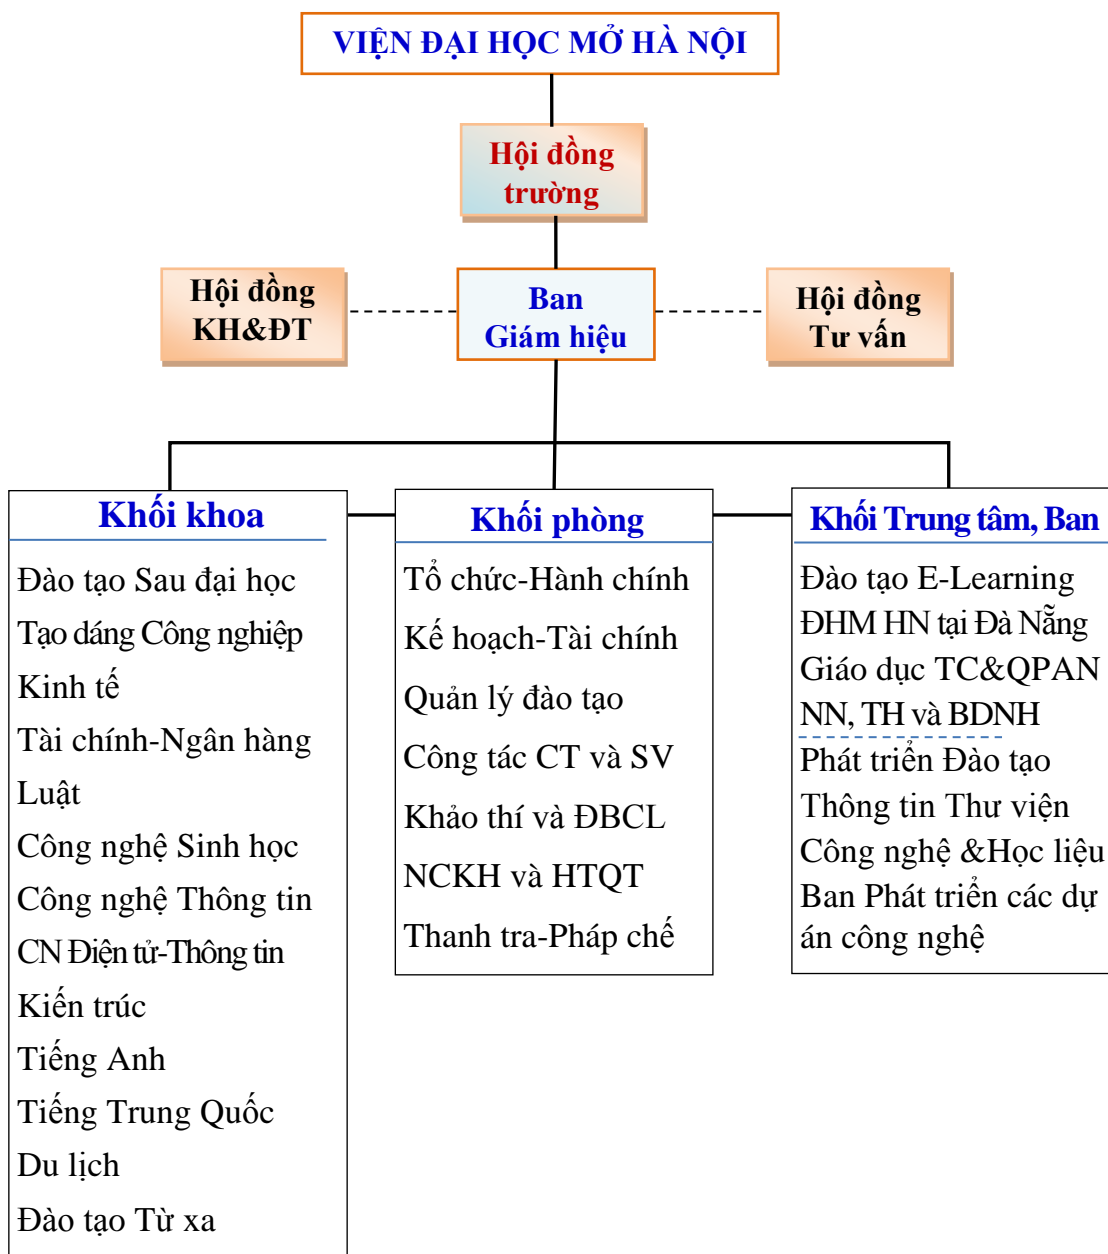 VIỆN ĐẠI HỌC MỞ HÀ NỘI
Hội đồng
trường
Hội đồng
KH&ĐT
Ban
Giám hiệu
Hội đồng
Tư vấn
Khối khoa
Đào tạo Sau đại học
Tạo dáng Công nghiệp
Kinh tế
Tài chính-Ngân hàng
Luật
Công nghệ Sinh học
Công nghệ Thông tin
CN Điện tử-Thông tin
Kiến trúc
Tiếng Anh
Tiếng Trung Quốc
Du lịch
Đào tạo Từ xa
Khối phòng
Tổ chức-Hành chính
Kế hoạch-Tài chính
Quản lý đào tạo
Công tác CT và SV
Khảo thí và ĐBCL
NCKH và HTQT
Thanh tra-Pháp chế
Khối Trung tâm, Ban
Đào tạo E-Learning
ĐHM HN tại Đà Nẵng
Giáo dục TC&QPAN
NN, TH và BDNH
Phát triển Đào tạo
Thông tin Thư viện
Công nghệ &Học liệu
Ban Phát triển các dự
án công nghệ